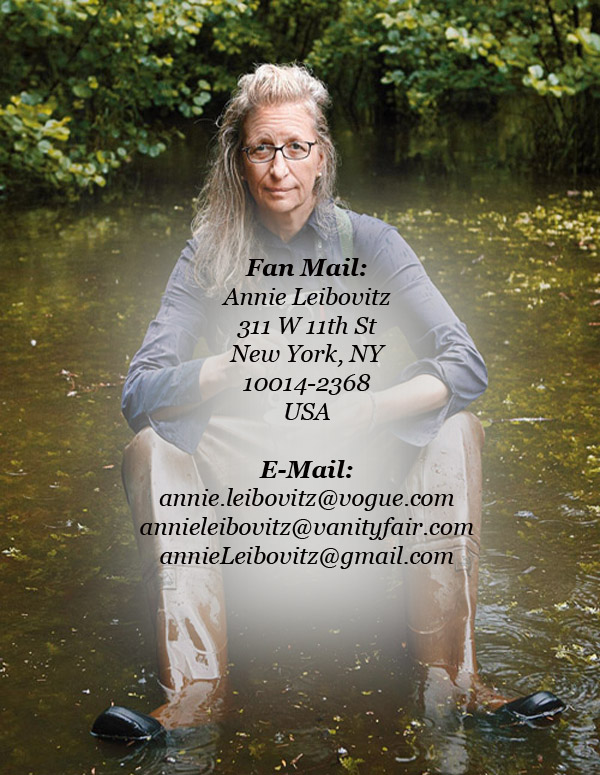 Fan Mail:
Annie Leibovitz
311 W 11th St
New York, NY
10014-2368
USA
E-Mail:
annie.leibovitz@vogue.com
annieleibovitz@vanityfair.com
annieLeibovitz@gmail.com